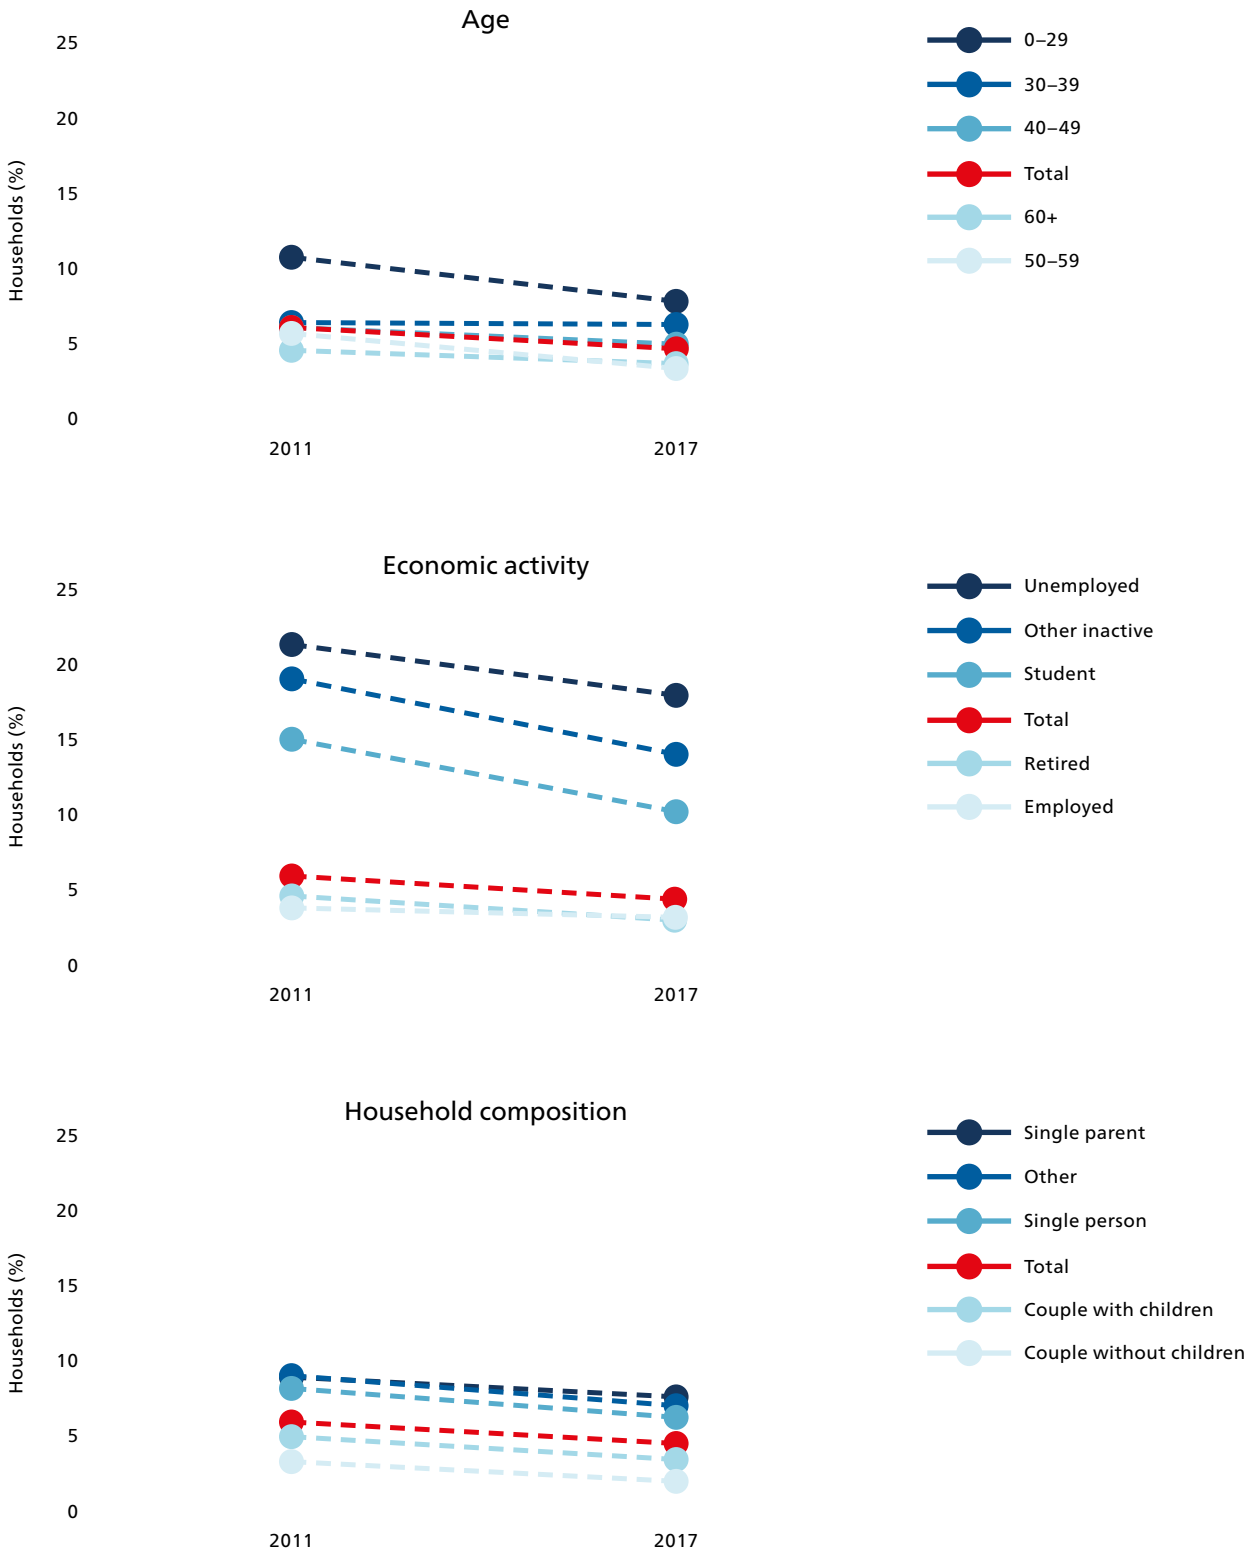 Age
25
20
15
10
5
0
Households (%)
2011
2017
0–29
30–39
40–49
Total
60+
50–59
Economic activity
25
20
15
10
5
0
Households (%)
2011
2017
Unemployed
Other inactive
Student
Total
Retired
Employed
Household composition
25
20
15
10
5
0
Households (%)
2011
2017
Single parent
Other
Single person
Total
Couple with children
Couple without children